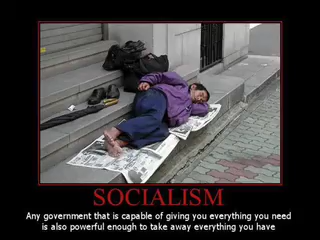 SOCIALISM
Any government that is capable of giving you everything you need
is also powerful enough to take away everything you have